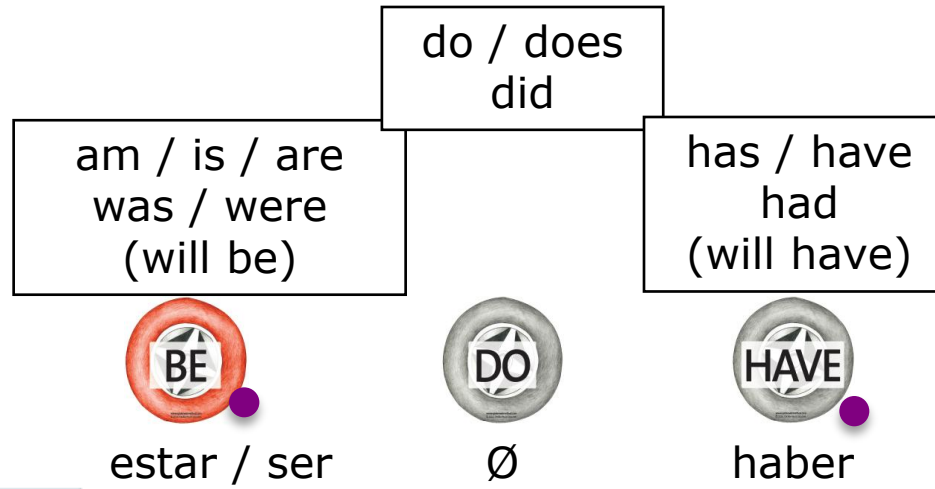 do / does
did
am / is / are
was / were
(will be)
has / have
had
(will have)
BE
DO
HAVE
estar / ser
Ø
haber